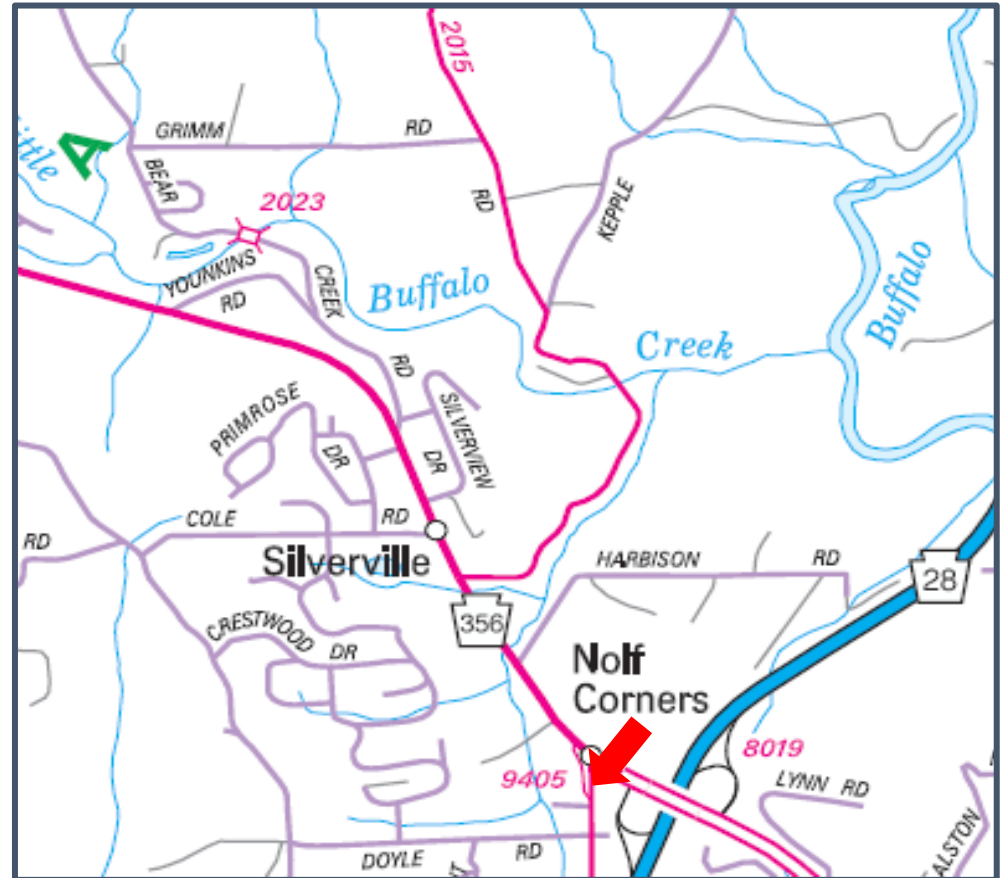 2015
GRIMM RD
A
ittle
BEAR
RD
2023
KEPPLE
YOUNKINS
RD
CREEK
Buffalo
Buffalo
Creek
RD
PRIMROSE
SILVERVIEW
DR
DR
COLE RD
RD
Silverville
HARBISON RD
28
356
CRESTWOOD
DR
Nolf
Corners
8019
9405
LYNN RD
ALSTON
DOYLE RD